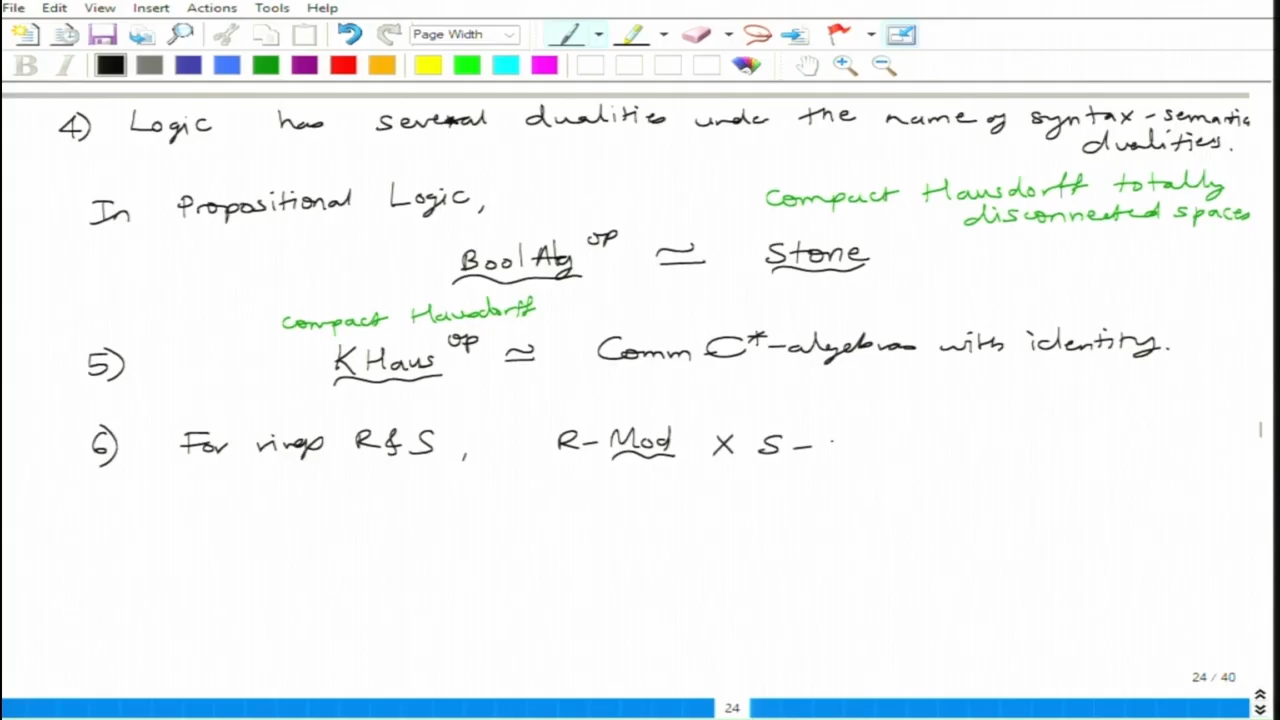 File Edit View Insert Actions Tools Help
Page Width
B I
4) Logic has several dualities unde the name of syntax - sematic
dualities.
In Propositional Logic,
compact Hausdorff totally
disconnected spaces
BoolAlg op ≃ Stone
compact Hausdorff
5) KHaus op ≃ Comm C*-algebras with identity.
6) For rings R & S, R-Mod × S -
24 / 40
24